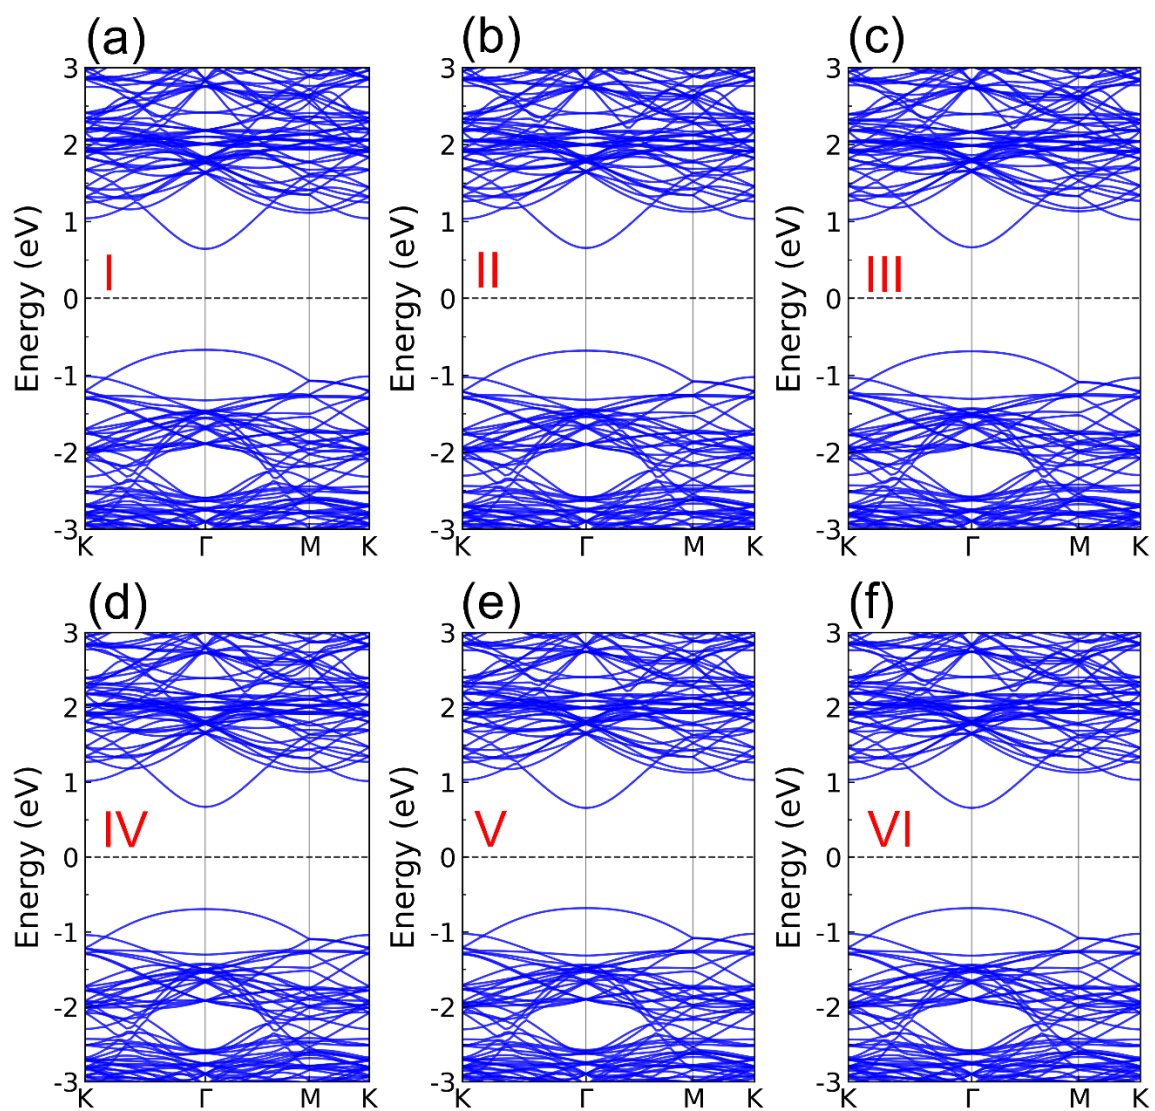 (a) (b) (c)
3 3 3
2 2 2
1 1 1
I II III
0 0 0
-1 -1 -1
-2 -2 -2
-3 -3 -3
Energy (eV) Energy (eV) Energy (eV)
K Γ M K K Γ M K K Γ M K
(d) (e) (f)
3 3 3
2 2 2
1 1 1
IV V VI
0 0 0
-1 -1 -1
-2 -2 -2
-3 -3 -3
Energy (eV) Energy (eV) Energy (eV)
K Γ M K K Γ M K K Γ M K